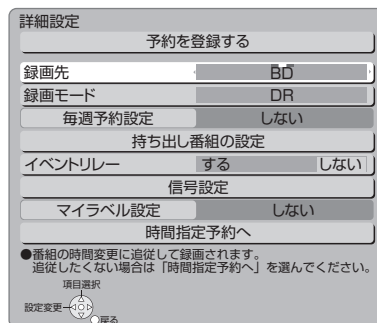 詳細設定
予約を登録する
録画先 BD
録画モード DR
毎週予約設定 しない
持ち出し番組の設定
イベントリレー する しない
信号設定
マイラベル設定 しない
時間指定予約へ
●番組の時間変更に追従して録画されます。
追従したくない場合は「時間指定予約へ」を選んでください。
項目選択
設定変更
戻る